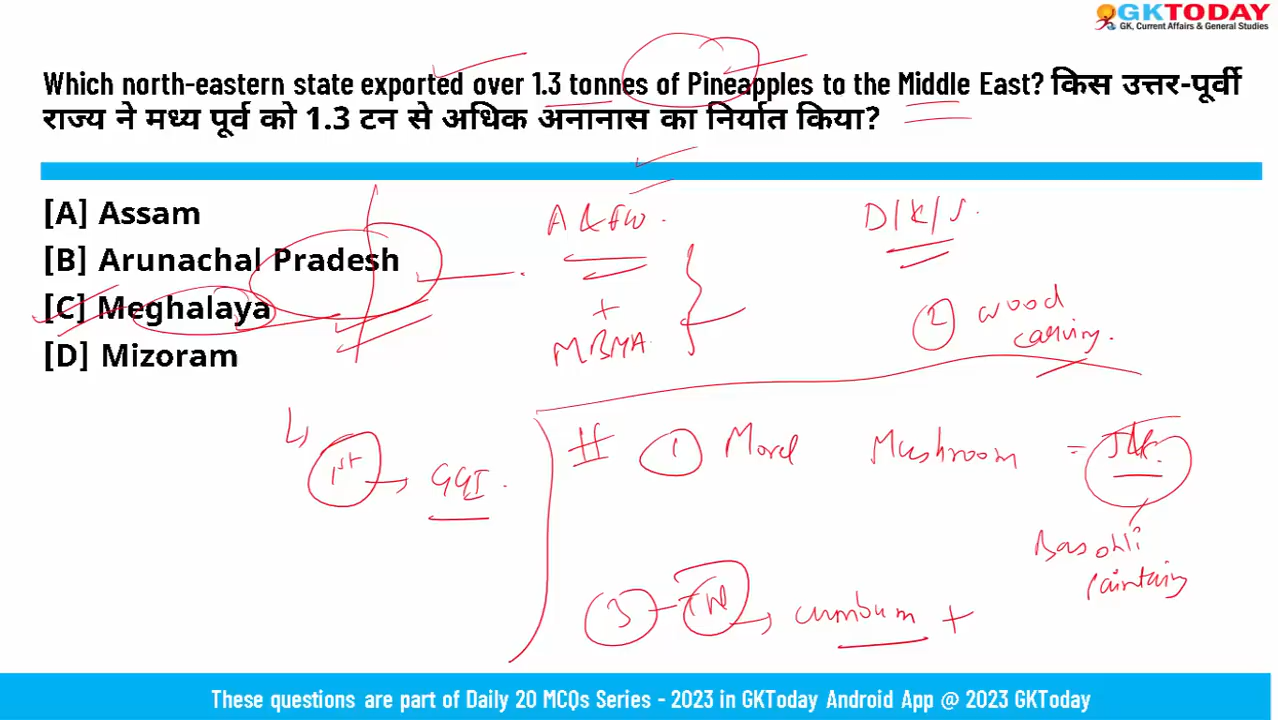 GKTODAY
GK, Current Affairs & General Studies
Which north-eastern state exported over 1.3 tonnes of Pineapples to the Middle East? किस उत्तर-पूर्वी
राज्य ने मध्य पूर्व को 1.3 टन से अधिक अनानास का निर्यात किया?
[A] Assam
[B] Arunachal Pradesh
[C] Meghalaya
[D] Mizoram
A & FW.
+
MBMA
D/K/S.
2 wood
carving.
1st → GGI.
# 1 Morel Mushroom = J&K.
Basohli
painting
3 - TN → cumbum +
These questions are part of Daily 20 MCQs Series - 2023 in GKToday Android App @ 2023 GKToday